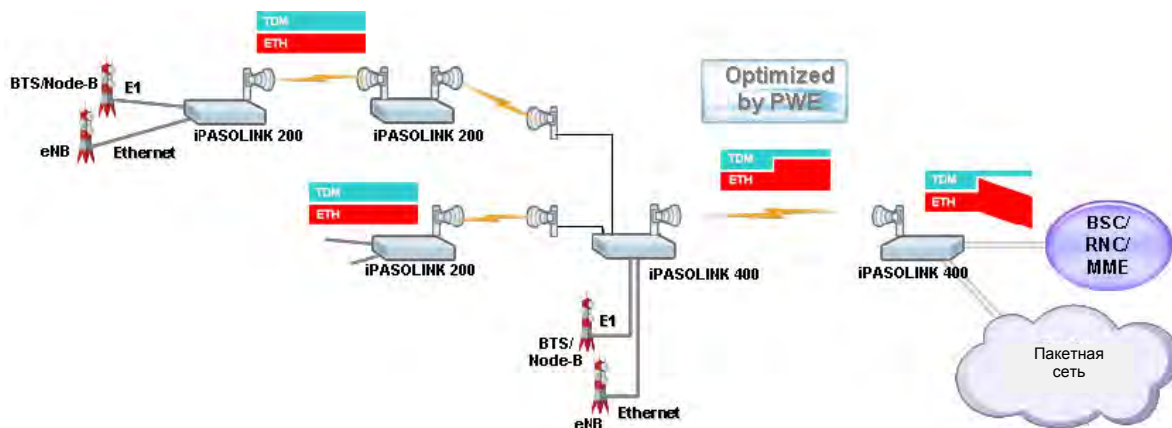 TDM
ETH
BTS/Node-B
E1
eNB
Ethernet
iPASOLINK 200
iPASOLINK 200
Optimized
by PWE
TDM
ETH
TDM
ETH
TDM
ETH
iPASOLINK 200
iPASOLINK 400
iPASOLINK 400
BSC/
RNC/
MME
E1
BTS/
Node-B
eNB
Ethernet
Пакетная
сеть